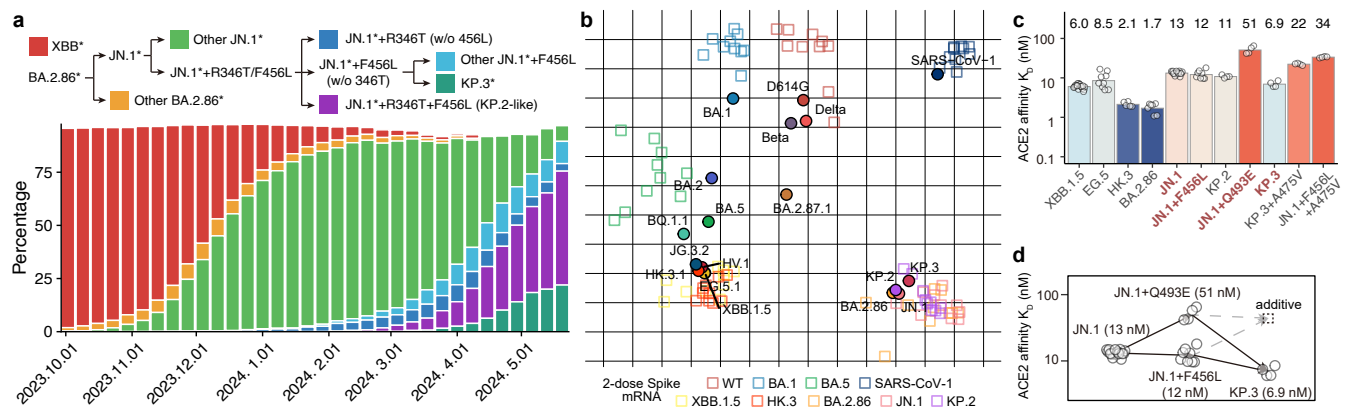 a
XBB*
BA.2.86*
JN.1*
Other JN.1*
JN.1*+R346T/F456L
Other BA.2.86*
JN.1*+R346T (w/o 456L)
JN.1*+F456L
(w/o 346T)
Other JN.1*+F456L
KP.3*
JN.1*+R346T+F456L (KP.2-like)
Percentage
75
50
25
0
2023.10.01
2023.11.01
2023.12.01
2024.1.01
2024.02.01
2024.3.01
2024.4.01
2024.5.01
b
SARS-CoV-1
BA.1
D614G
Delta
Beta
BA.2
BA.2.87.1
BA.5
BQ.1.1
JG.3.2
HV.1
HK.3.1
EG.5.1
XBB.1.5
KP.2
KP.3
BA.2.86
JN.1
2-dose Spike
mRNA
WT
BA.1
BA.5
SARS-CoV-1
XBB.1.5
HK.3
BA.2.86
JN.1
KP.2
c
6.0 8.5 2.1 1.7 13 12 11 51 6.9 22 34
ACE2 affinity KD (nM)
100
10
1
0.1
XBB.1.5
EG.5
HK.3
BA.2.86
JN.1
JN.1+F456L
KP.2
JN.1+Q493E
KP.3
KP.3+A475V
JN.1+F456L
+A475V
d
ACE2 affinity KD (nM)
100
10
JN.1+Q493E (51 nM)
additive
JN.1 (13 nM)
JN.1+F456L
(12 nM)
KP.3 (6.9 nM)